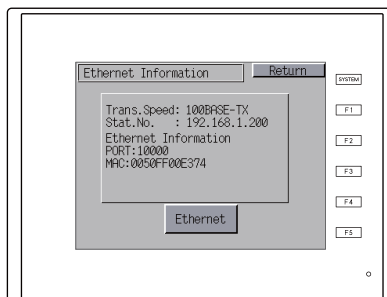 Ethernet Information
Return
SYSTEM
Trans.Speed: 100BASE-TX
Stat.No. : 192.168.1.200
Ethernet Information
PORT:10000
MAC:0050FF00E374
Ethernet
F1
F2
F3
F4
F5